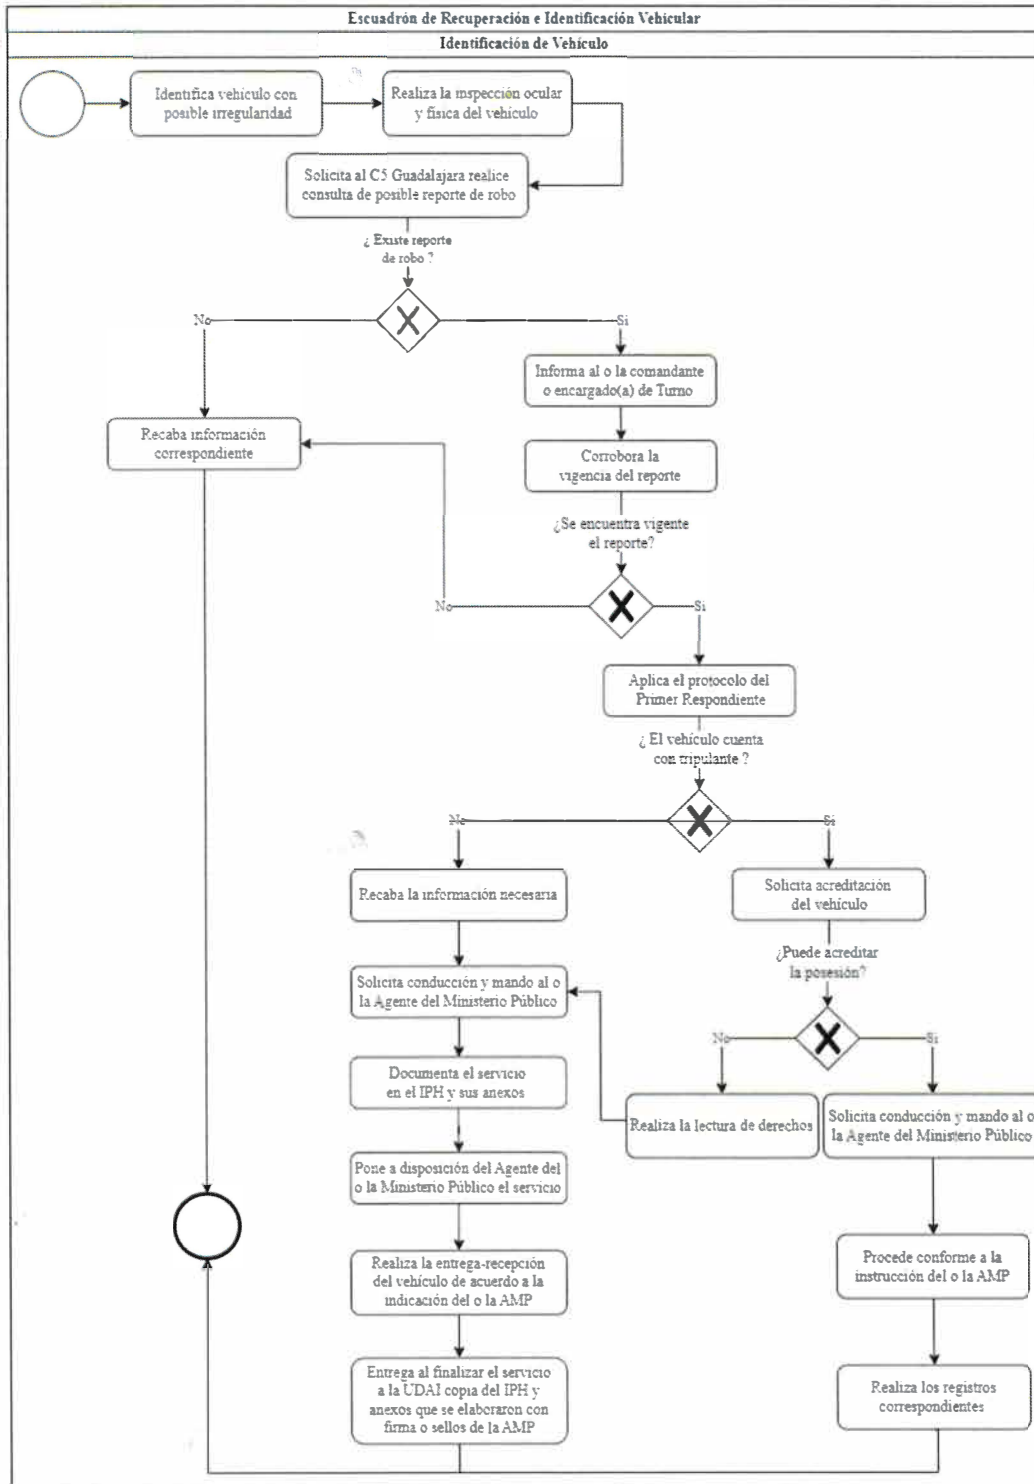 Escuadrón de Recuperación e Identificación Vehicular
Identificación de Vehículo
Identifica vehículo con
posible irregularidad
Realiza la inspección ocular
y física del vehículo
Solicita al C5 Guadalajara realice
consulta de posible reporte de robo
¿ Existe reporte
de robo ?
No
Si
Informa al o la comandante
o encargado(a) de Turno
Recaba información
correspondiente
Corrobora la
vigencia del reporte
¿Se encuentra vigente
el reporte?
No
Si
Aplica el protocolo del
Primer Respondiente
¿ El vehículo cuenta
con tripulante ?
No
Si
Recaba la información necesaria
Solicita acreditación
del vehículo
¿Puede acreditar
la posesión?
Solicita conducción y mando al o
la Agente del Ministerio Público
No
Si
Documenta el servicio
en el IPH y sus anexos
Realiza la lectura de derechos
Solicita conducción y mando al o
la Agente del Ministerio Público
Pone a disposición del Agente del
o la Ministerio Público el servicio
Realiza la entrega-recepción
del vehículo de acuerdo a la
indicación del o la AMP
Procede conforme a la
instrucción del o la AMP
Entrega al finalizar el servicio
a la UDAI copia del IPH y
anexos que se elaboraron con
firma o sellos de la AMP
Realiza los registros
correspondientes